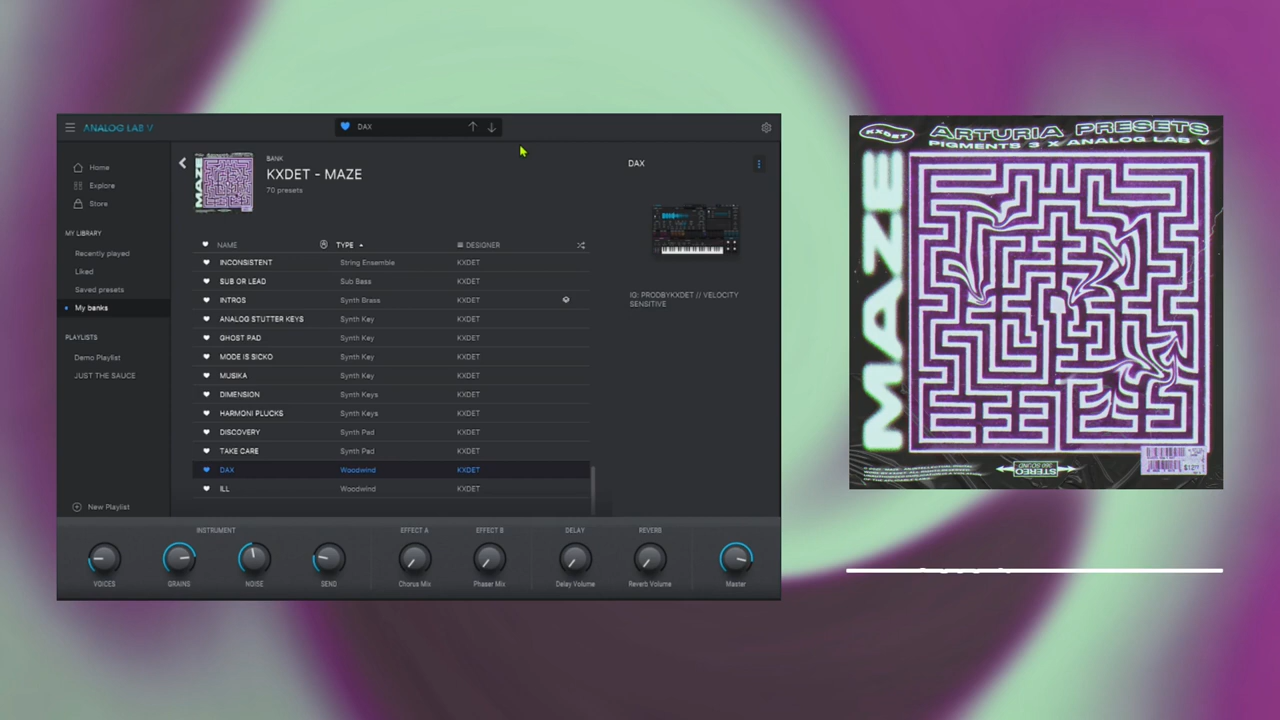 ANALOG LAB V
DAX
Home
Explore
Store
MY LIBRARY
Recently played
Liked
Saved presets
My banks
PLAYLISTS
Demo Playlist
JUST THE SAUCE
New Playlist
MAZE
BANK
KXDET - MAZE
70 presets
NAME TYPE DESIGNER
INCONSISTENT String Ensemble KXDET
SUB OR LEAD Sub Bass KXDET
INTROS Synth Brass KXDET
ANALOG STUTTER KEYS Synth Key KXDET
GHOST PAD Synth Key KXDET
MODE IS SICKO Synth Key KXDET
MUSIKA Synth Key KXDET
DIMENSION Synth Keys KXDET
HARMONI PLUCKS Synth Keys KXDET
DISCOVERY Synth Pad KXDET
TAKE CARE Synth Pad KXDET
DAX Woodwind KXDET
ILL Woodwind KXDET
DAX
IG: PRODBYKXDET // VELOCITY
SENSITIVE
INSTRUMENT EFFECT A EFFECT B DELAY REVERB
VOICES GRAINS NOISE SEND Chorus Mix Phaser Mix Delay Volume Reverb Volume Master
KXDET
ARTURIA PRESETS
PIGMENTS 3 X ANALOG LAB V
MAZE
STEREO